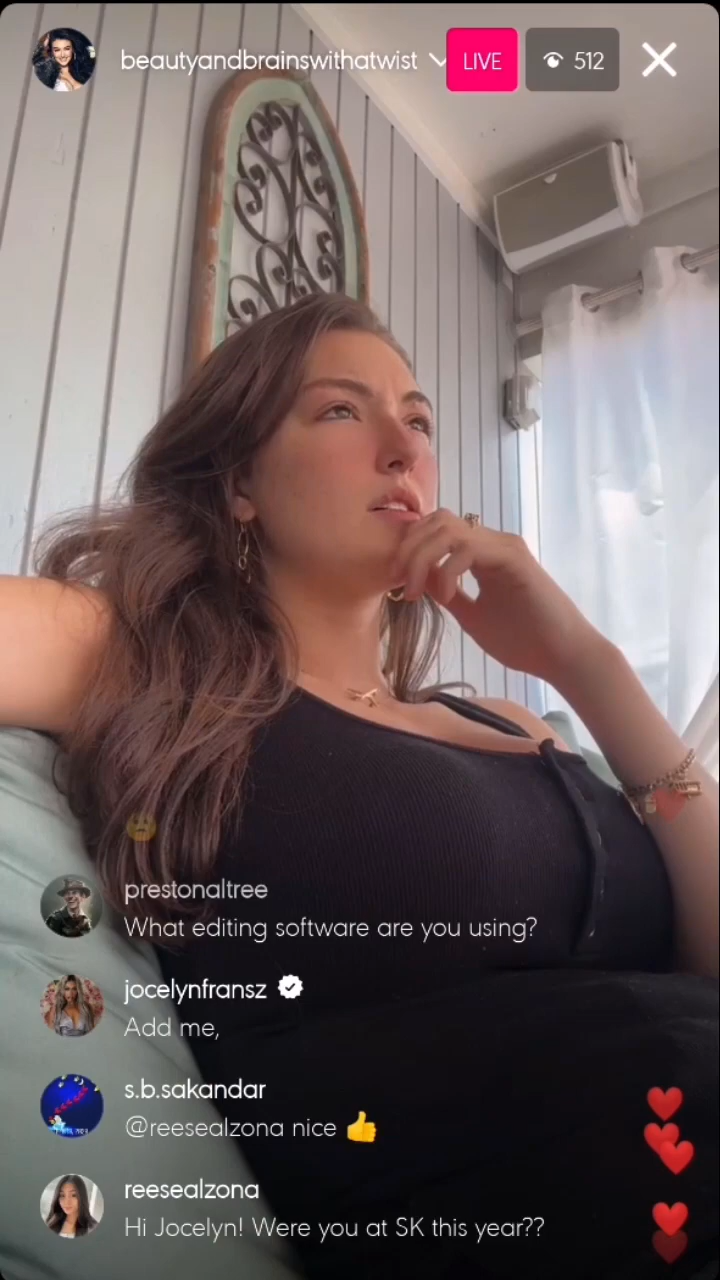 beautyandbrainswithatwist
LIVE
512
prestonaltree
What editing software are you using?
jocelynfransz
Add me,
s.b.sakandar
@reesealzona nice 👍
reesealzona
Hi Jocelyn! Were you at SK this year??